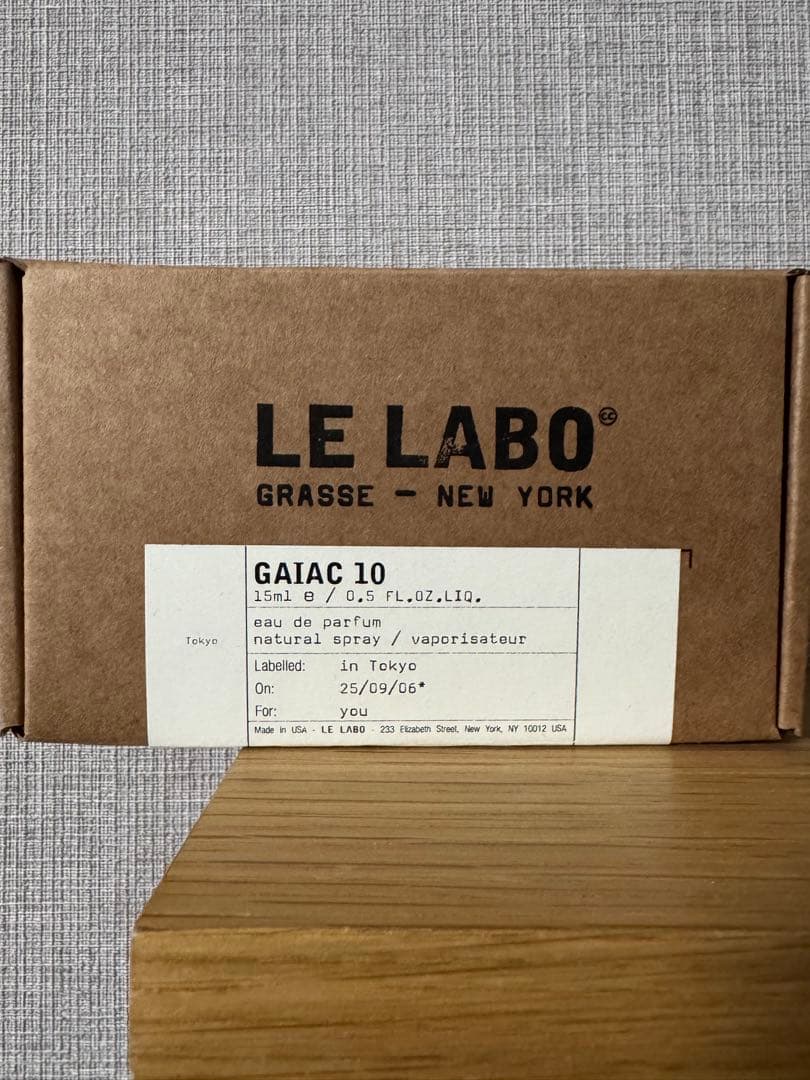 LE LABO
GRASSE — NEW YORK
GAIAC 10
15ml e / 0.5 FL.OZ.LIQ.
eau de parfum
natural spray / vaporisateur
Tokyo
Labelled: in Tokyo
On: 25/09/06*
For: you
Made in USA - LE LABO - 233 Elizabeth Street, New York, NY 10012 USA